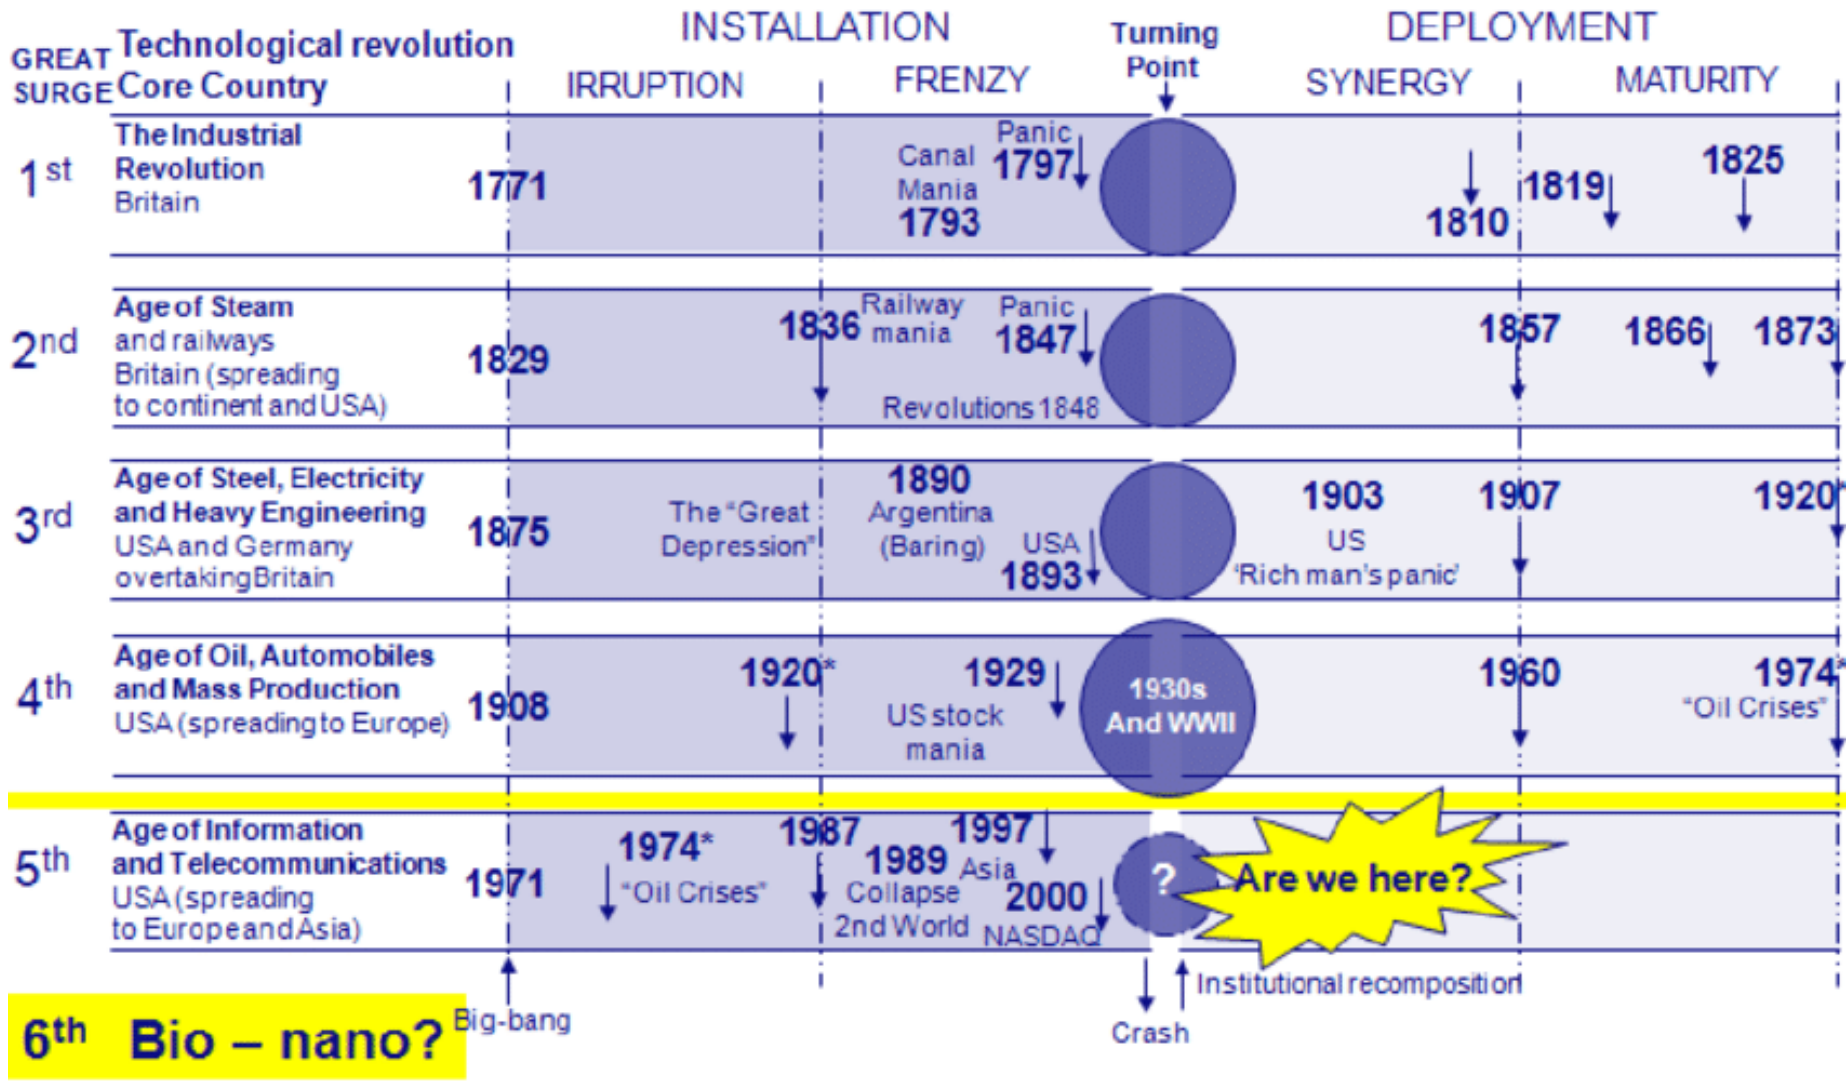 INSTALLATION
Turning
Point
DEPLOYMENT
GREAT
SURGE
Technological revolution
Core Country
IRRUPTION
FRENZY
SYNERGY
MATURITY
1st
The Industrial
Revolution
Britain
1771
Canal
Mania
1793
Panic
1797
1810
1819
1825
2nd
Age of Steam
and railways
Britain (spreading
to continent and USA)
1829
1836
Railway
mania
Panic
1847
Revolutions 1848
1857
1866
1873
3rd
Age of Steel, Electricity
and Heavy Engineering
USA and Germany
overtaking Britain
1875
The "Great
Depression"
1890
Argentina
(Baring)
USA
1893
1903
US
'Rich man's panic'
1907
1920*
4th
Age of Oil, Automobiles
and Mass Production
USA (spreading to Europe)
1908
1920*
1929
US stock
mania
1930s
And WWII
1960
1974*
"Oil Crises"
5th
Age of Information
and Telecommunications
USA (spreading
to Europe and Asia)
1971
1974*
"Oil Crises"
1987
1989
Collapse
2nd World
1997
Asia
2000
NASDAQ
?
Are we here?
Big-bang
Crash
Institutional recomposition
6th Bio – nano?